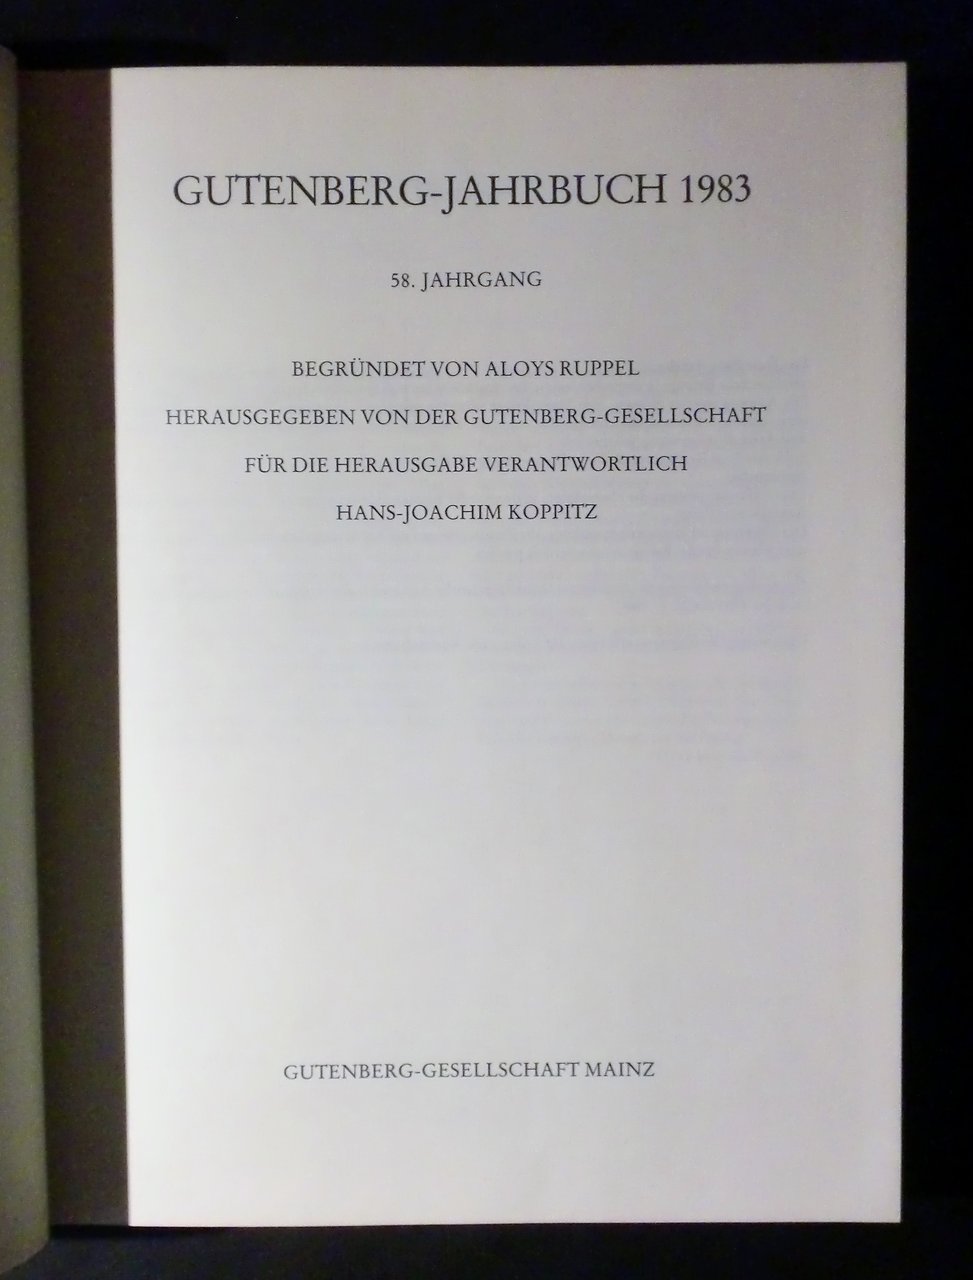 GUTENBERG-JAHRBUCH 1983
58. JAHRGANG
BEGRÜNDET VON ALOYS RUPPEL
HERAUSGEGEBEN VON DER GUTENBERG-GESELLSCHAFT
FÜR DIE HERAUSGABE VERANTWORTLICH
HANS-JOACHIM KOPPITZ
GUTENBERG-GESELLSCHAFT MAINZ